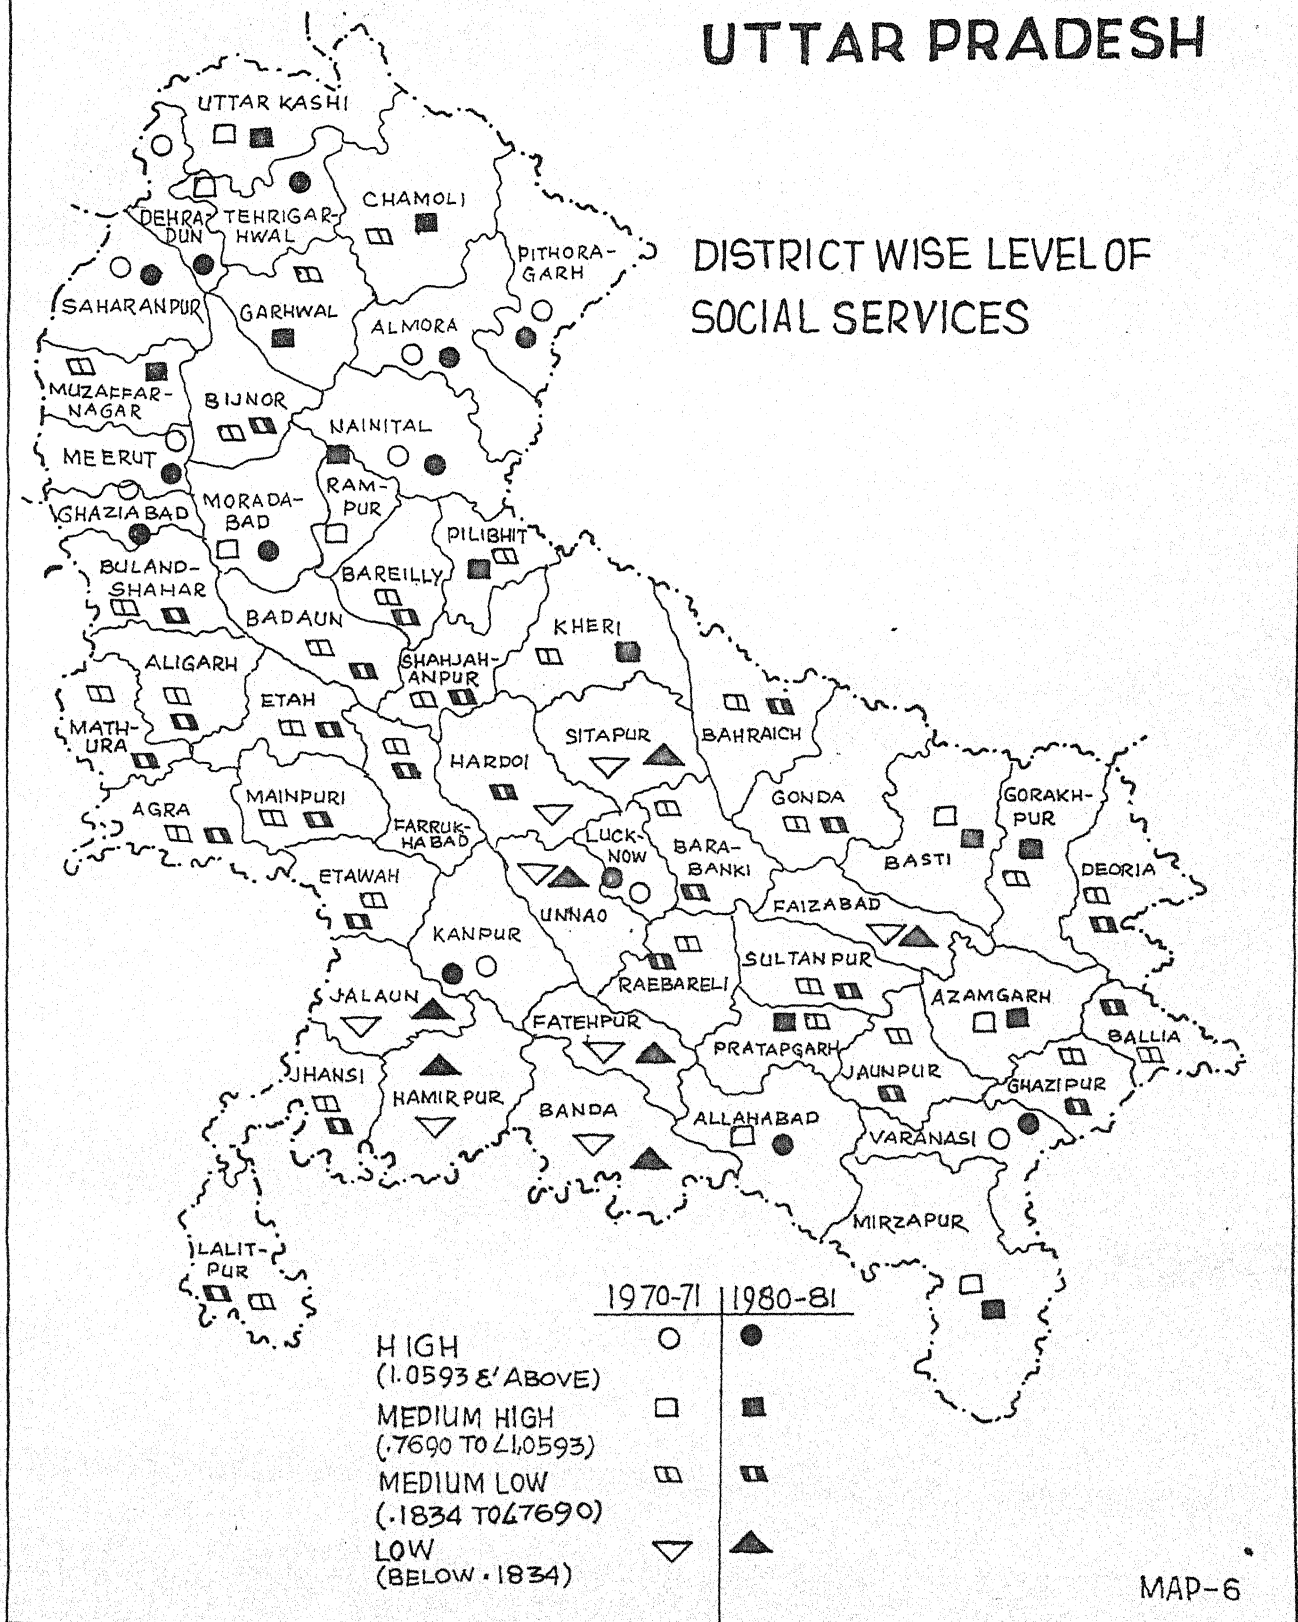 UTTAR PRADESH
DISTRICT WISE LEVEL OF
SOCIAL SERVICES
UTTAR KASHI
CHAMOLI
DEHRA-
DUN
TEHRIGAR-
HWAL
PITHORA-
GARH
SAHARANPUR
GARHWAL
ALMORA
MUZAFFAR-
NAGAR
BIJNOR
NAINITAL
MEERUT
RAM-
PUR
GHAZIABAD
MORADA-
BAD
PILIBHIT
BULAND-
SHAHAR
BAREILLY
BADAUN
KHERI
ALIGARH
SHAHJAH-
ANPUR
ETAH
MATH-
URA
SITAPUR
BAHRAICH
HARDOI
AGRA
MAINPURI
GONDA
GORAKH-
PUR
FARRUK-
HABAD
LUCK-
NOW
BARA-
BANKI
BASTI
DEORIA
ETAWAH
UNNAO
FAIZABAD
KANPUR
RAEBARELI
SULTANPUR
JALAUN
AZAMGARH
FATEHPUR
PRATAPGARH
BALLIA
JHANSI
HAMIRPUR
JAUNPUR
GHAZIPUR
BANDA
ALLAHABAD
VARANASI
MIRZAPUR
LALIT-
PUR
1970-71 1980-81
HIGH
(1.0593 &' ABOVE)
MEDIUM HIGH
(.7690 TO ∠1.0593)
MEDIUM LOW
(.1834 TO∠7690)
LOW
(BELOW .1834)
MAP-6